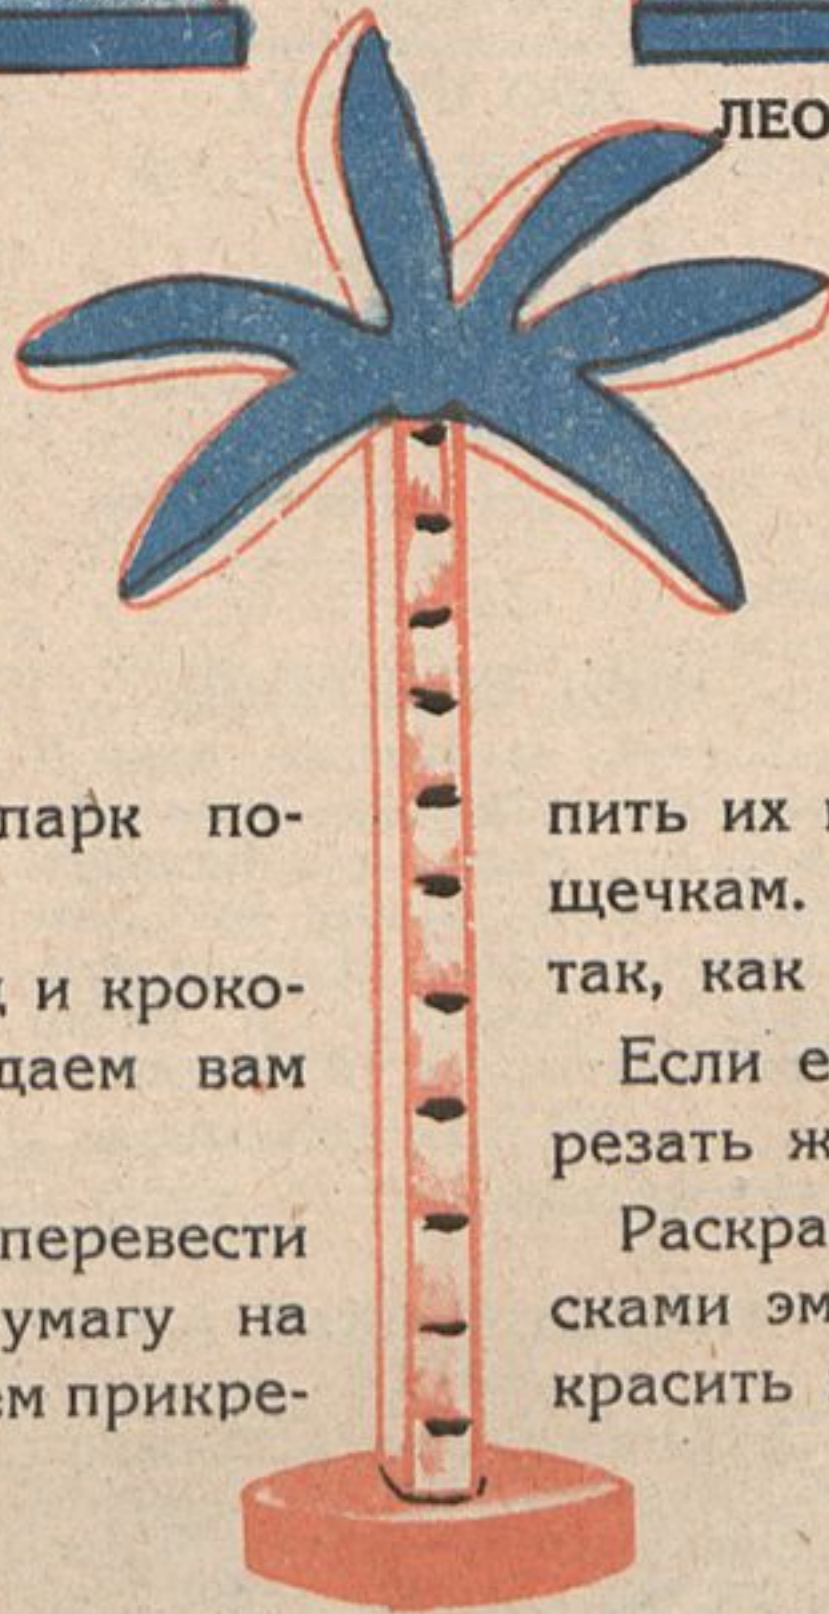 ЛЕО
парк по-
и кроко-
даем вам
перевести
умагу на
ем прикре-
пить их
щечкам.
так, как
Если е
резать ж
Раскра
сками эм
красить